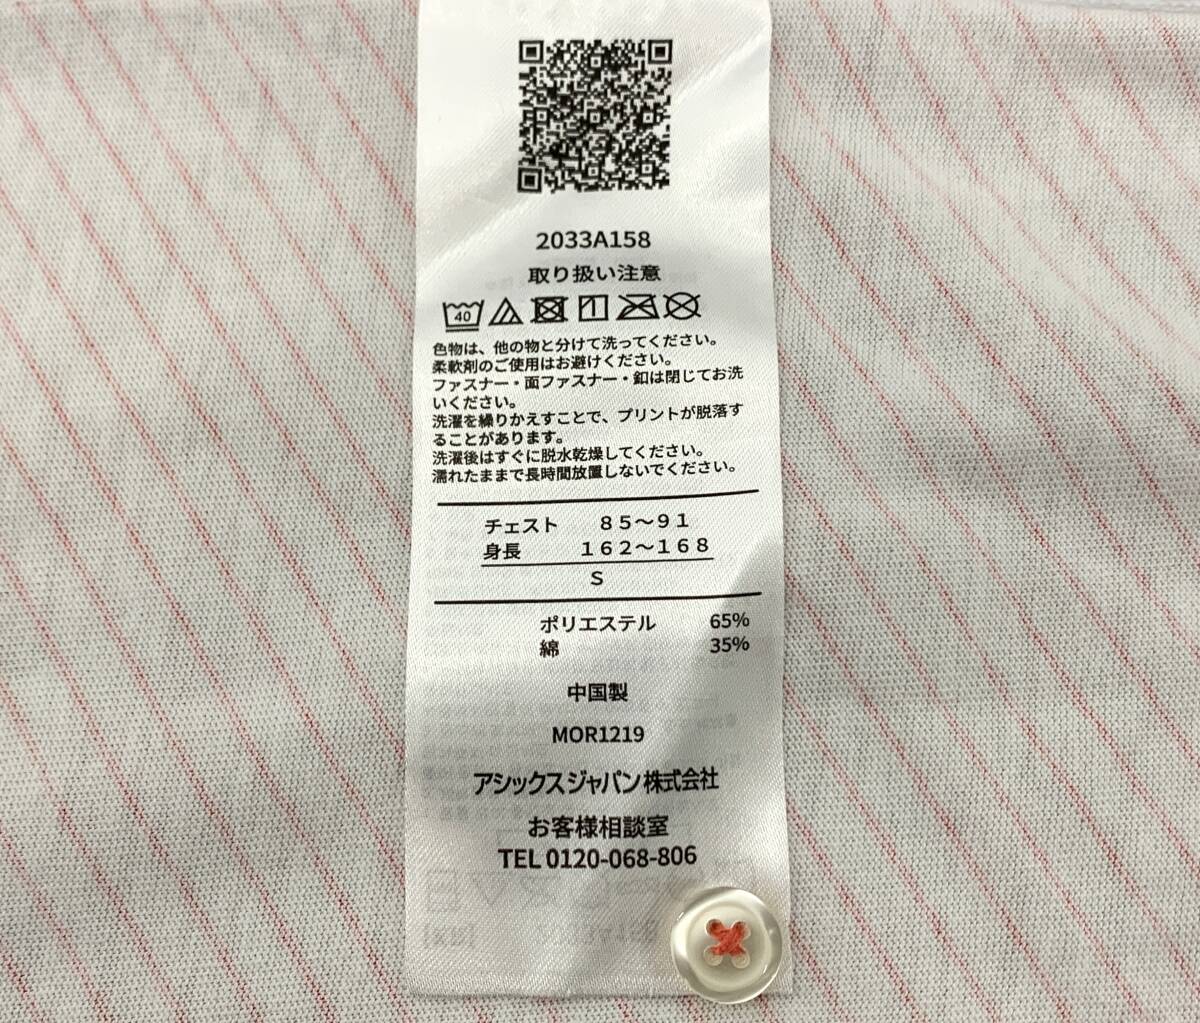 2033A158
取り扱い注意
40
色物は、他の物と分けて洗ってください。
柔軟剤のご使用はお避けください。
ファスナー・面ファスナー・釦は閉じてお洗
いください。
洗濯を繰りかえすことで、プリントが脱落す
ることがあります。
洗濯後はすぐに脱水乾燥してください。
濡れたままで長時間放置しないでください。
チェスト 85〜91
身長 162〜168
S
ポリエステル 65%
綿 35%
中国製
MOR1219
アシックスジャパン株式会社
お客様相談室
TEL 0120-068-806